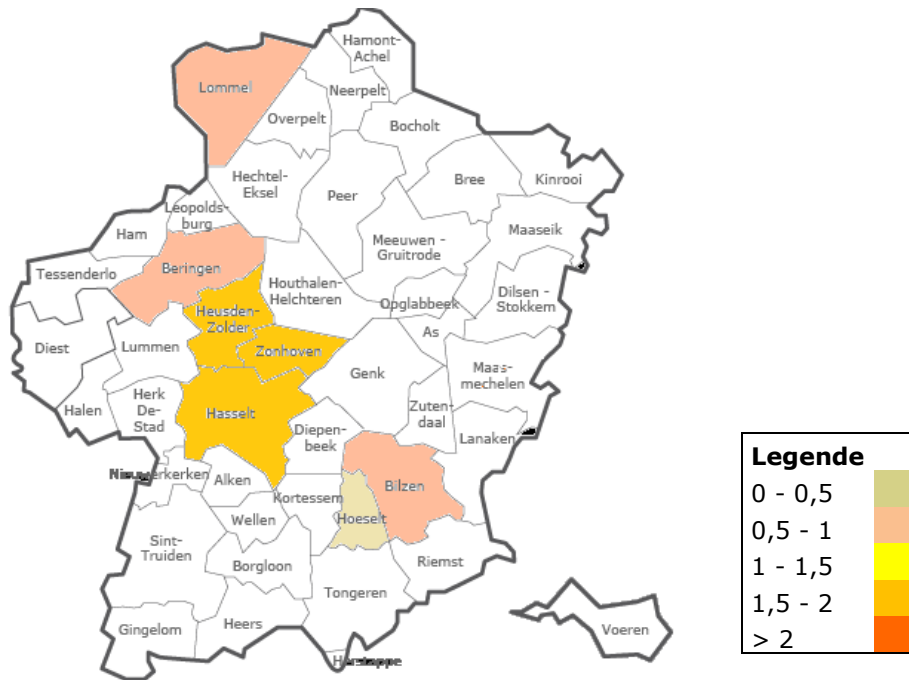 Hamont-
Achel
Lommel
Neerpelt
Overpelt
Bocholt
Hechtel-
Eksel
Peer
Bree
Kinrooi
Leopolds-
burg
Ham
Maaseik
Meeuwen -
Gruitrode
Tessenderlo
Beringen
Houthalen-
Helchteren
Opglabbeek
Dilsen -
Stokkem
Heusden-
Zolder
As
Diest
Lummen
Zonhoven
Genk
Maas-
mechelen
Halen
Herk
De-
Stad
Hasselt
Zuten-
daal
Diepen-
beek
Lanaken
Nieuwerkerken
Alken
Bilzen
Kortessem
Hoeselt
Wellen
Sint-
Truiden
Borgloon
Riemst
Tongeren
Gingelom
Heers
Voeren
Herstappe
Legende
0 - 0,5
0,5 - 1
1 - 1,5
1,5 - 2
> 2